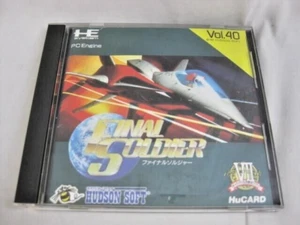 HE
SYSTEM
PC Engine
Vol.40
FINAL
SOLDIER
ファイナルソルジャー
HUDSON SOFT
HuCARD